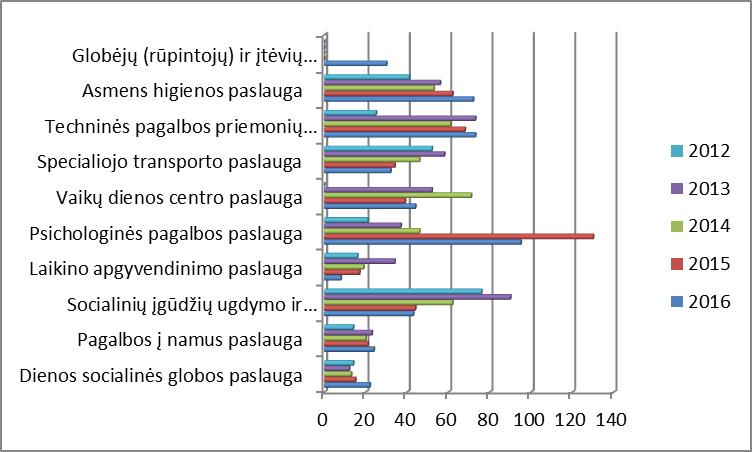 Globėjų (rūpintojų) ir įtėvių...
Asmens higienos paslauga
Techninės pagalbos priemonių...
Specialiojo transporto paslauga
Vaikų dienos centro paslauga
Psichologinės pagalbos paslauga
Laikino apgyvendinimo paslauga
Socialinių įgūdžių ugdymo ir...
Pagalbos į namus paslauga
Dienos socialinės globos paslauga
0 20 40 60 80 100 120 140
2012
2013
2014
2015
2016